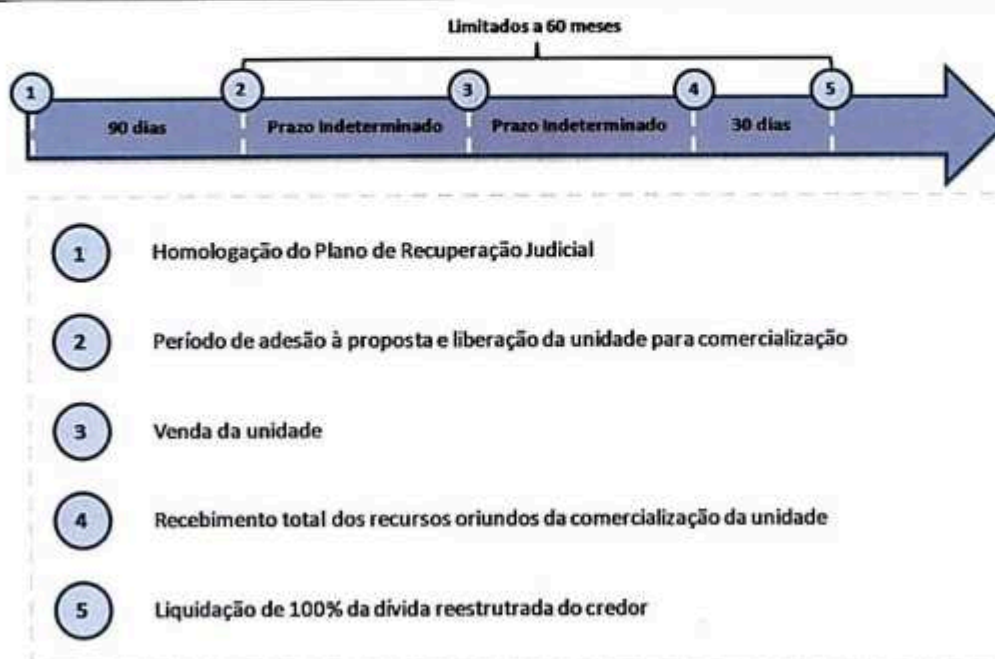 Limitados a 60 meses
1 2 3 4 5
90 dias Prazo Indeterminado Prazo Indeterminado 30 dias
1 Homologação do Plano de Recuperação Judicial
2 Período de adesão à proposta e liberação da unidade para comercialização
3 Venda da unidade
4 Recebimento total dos recursos oriundos da comercialização da unidade
5 Liquidação de 100% da dívida reestrutrada do credor